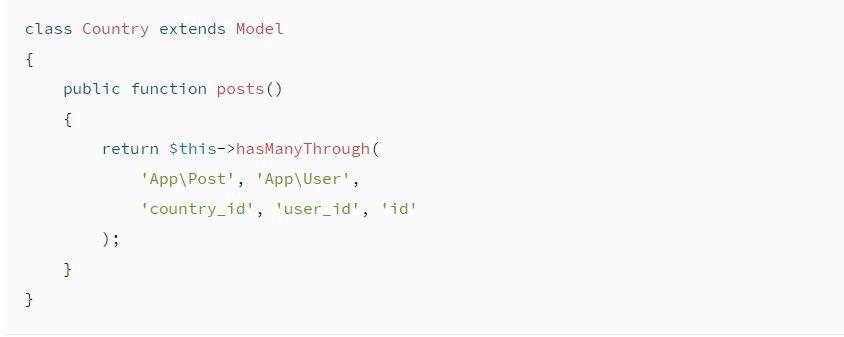 class Country extends Model
{
    public function posts()
    {
        return $this->hasManyThrough(
            'App\Post', 'App\User',
            'country_id', 'user_id', 'id'
        );
    }
}